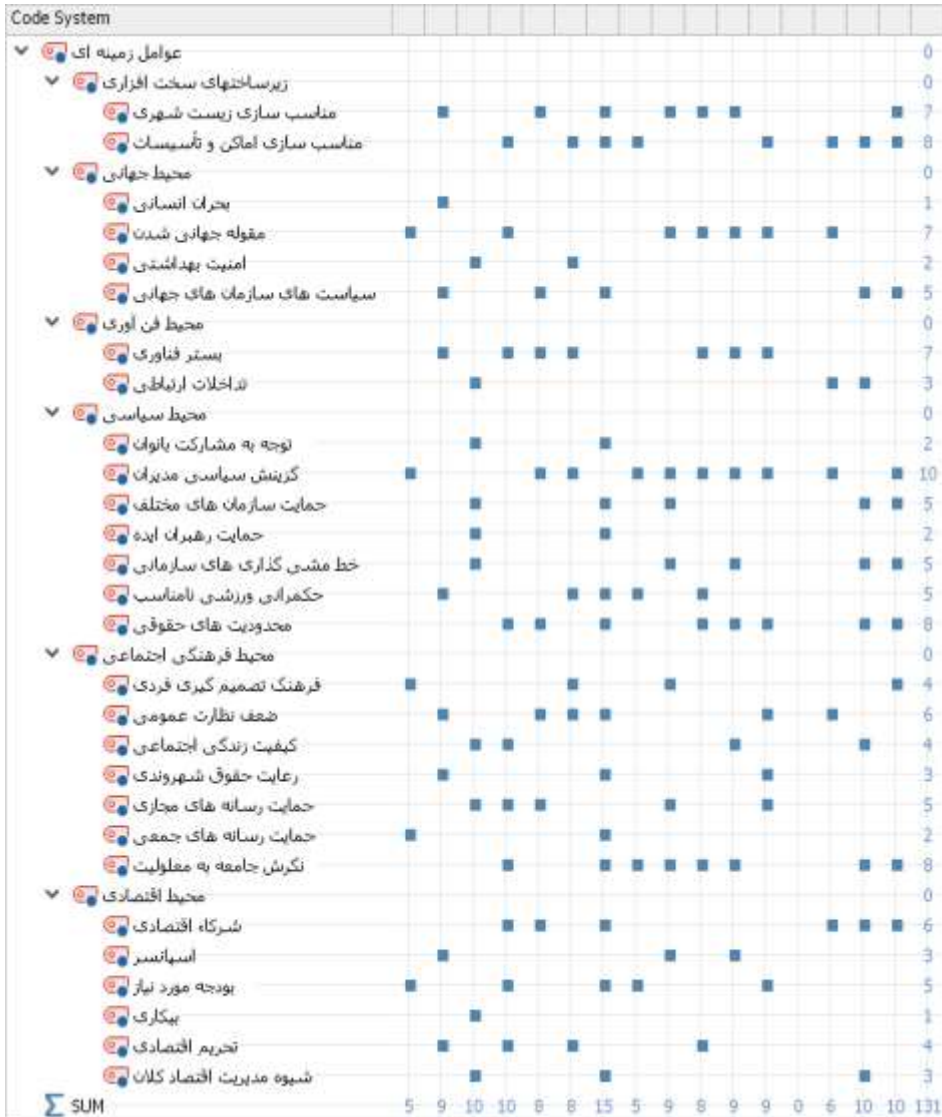 Code System
عوامل زمینه ای 0
زیرساختهای سخت افزاری 0
مناسب سازی زیست شهری 7
مناسب سازی اماکن و تأسیسات 8
محیط جهانی 0
بحران انسانی 1
مقوله جهانی شدن 7
امنیت بهداشتی 2
سیاست های سازمان های جهانی 5
محیط فن آوری 0
بستر فناوری 7
تداخلات ارتباطی 3
محیط سیاسی 0
توجه به مشارکت بانوان 2
گزینش سیاسی مدیران 10
حمایت سازمان های مختلف 5
حمایت رهبران ایده 2
خط مشی گذاری های سازمانی 5
حکمرانی ورزشی نامناسب 5
محدودیت های حقوقی 8
محیط فرهنگی اجتماعی 0
فرهنگ تصمیم گیری فردی 4
ضعف نظارت عمومی 6
کیفیت زندگی اجتماعی 4
رعایت حقوق شهروندی 3
حمایت رسانه های مجازی 5
حمایت رسانه های جمعی 2
نگرش جامعه به معلولیت 8
محیط اقتصادی 0
شرکاء اقتصادی 6
اسپانسر 3
بودجه مورد نیاز 5
بیکاری 1
تحریم اقتصادی 4
شیوه مدیریت اقتصاد کلان 3
Σ SUM 5 9 10 10 8 8 15 5 9 8 9 9 0 6 10 10 131